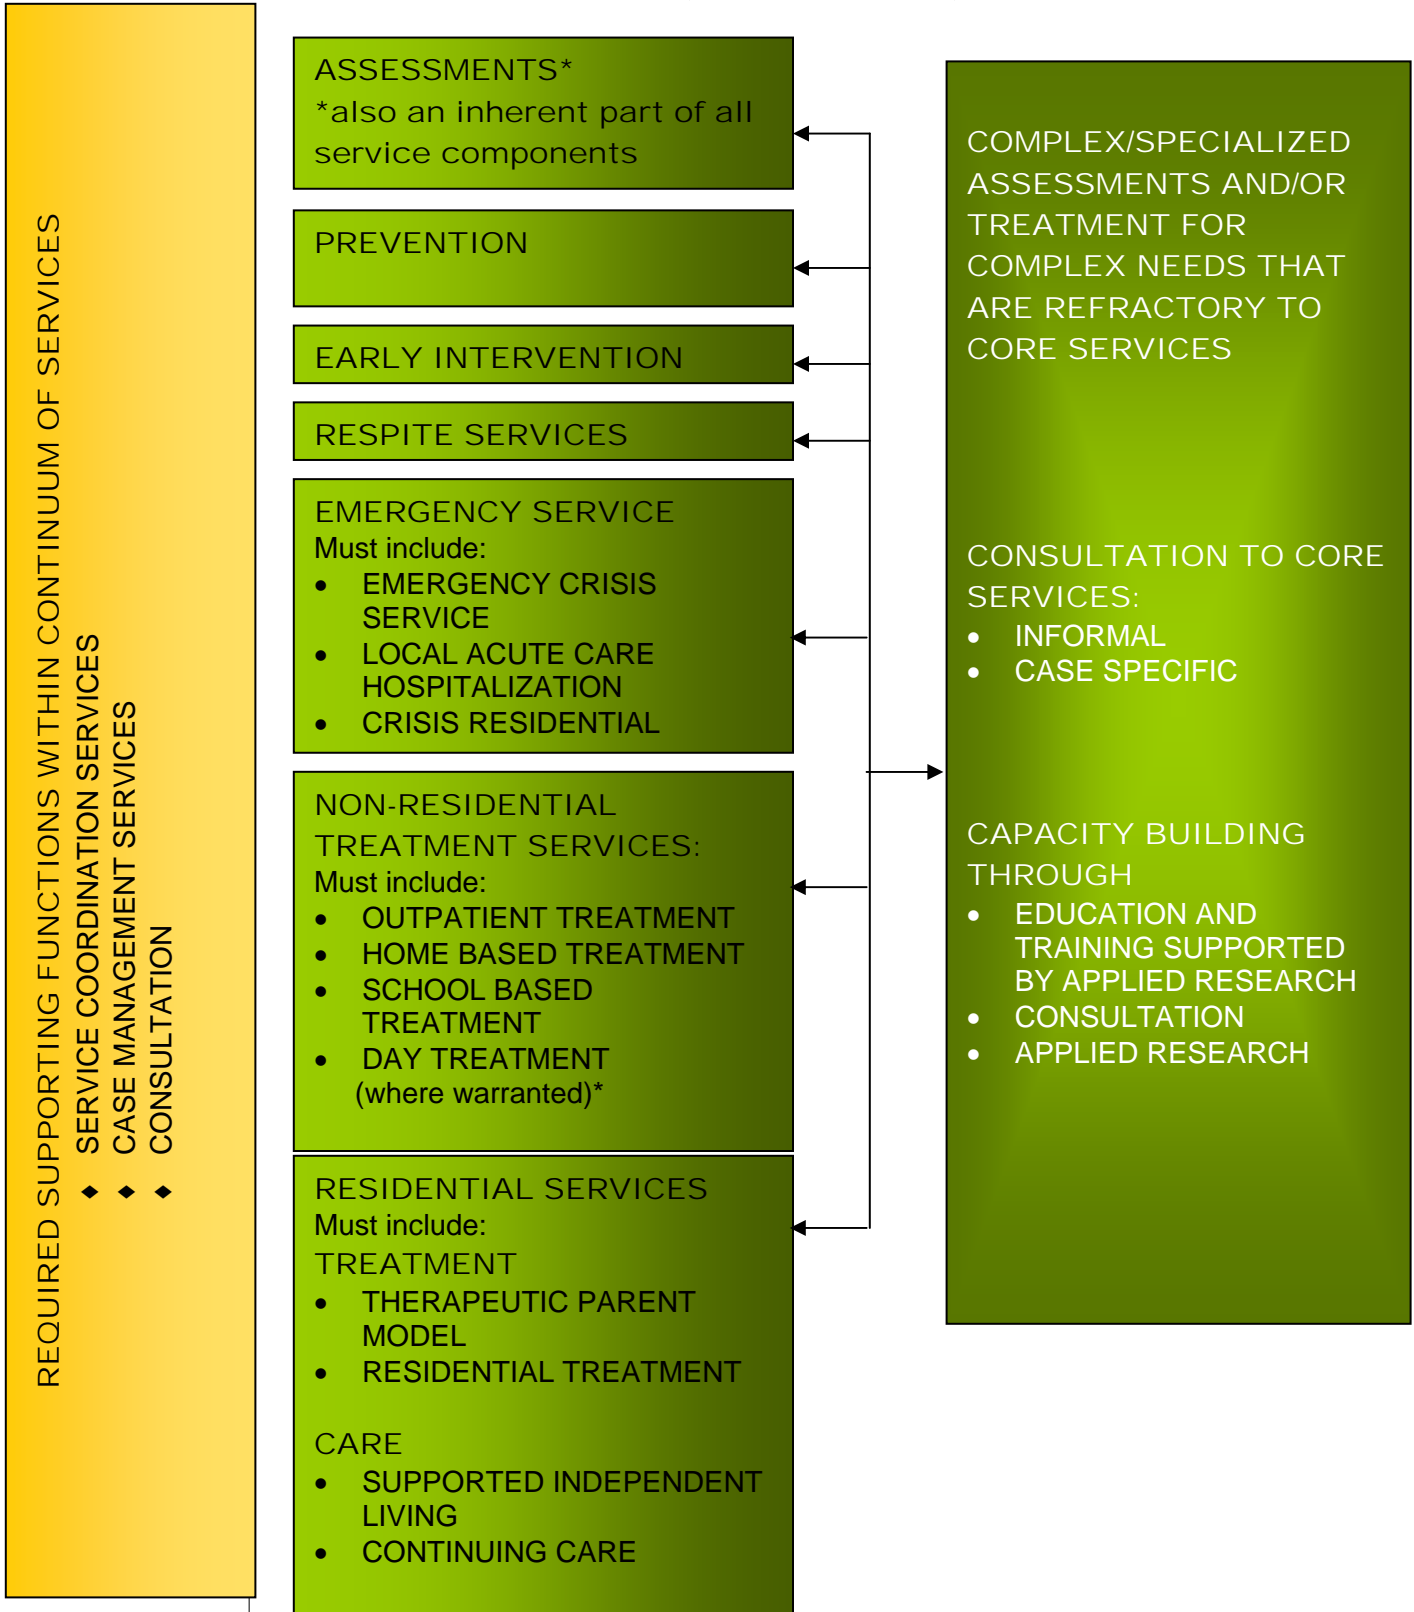 REQUIRED SUPPORTING FUNCTIONS WITHIN CONTINUUM OF SERVICES
♦ SERVICE COORDINATION SERVICES
♦ CASE MANAGEMENT SERVICES
♦ CONSULTATION
ASSESSMENTS*
*also an inherent part of all
service components
PREVENTION
EARLY INTERVENTION
RESPITE SERVICES
EMERGENCY SERVICE
Must include:
• EMERGENCY CRISIS
SERVICE
• LOCAL ACUTE CARE
HOSPITALIZATION
• CRISIS RESIDENTIAL
NON-RESIDENTIAL
TREATMENT SERVICES:
Must include:
• OUTPATIENT TREATMENT
• HOME BASED TREATMENT
• SCHOOL BASED
TREATMENT
• DAY TREATMENT
(where warranted)*
RESIDENTIAL SERVICES
Must include:
TREATMENT
• THERAPEUTIC PARENT
MODEL
• RESIDENTIAL TREATMENT
CARE
• SUPPORTED INDEPENDENT
LIVING
• CONTINUING CARE
COMPLEX/SPECIALIZED
ASSESSMENTS AND/OR
TREATMENT FOR
COMPLEX NEEDS THAT
ARE REFRACTORY TO
CORE SERVICES
CONSULTATION TO CORE
SERVICES:
• INFORMAL
• CASE SPECIFIC
CAPACITY BUILDING
THROUGH
• EDUCATION AND
TRAINING SUPPORTED
BY APPLIED RESEARCH
• CONSULTATION
• APPLIED RESEARCH